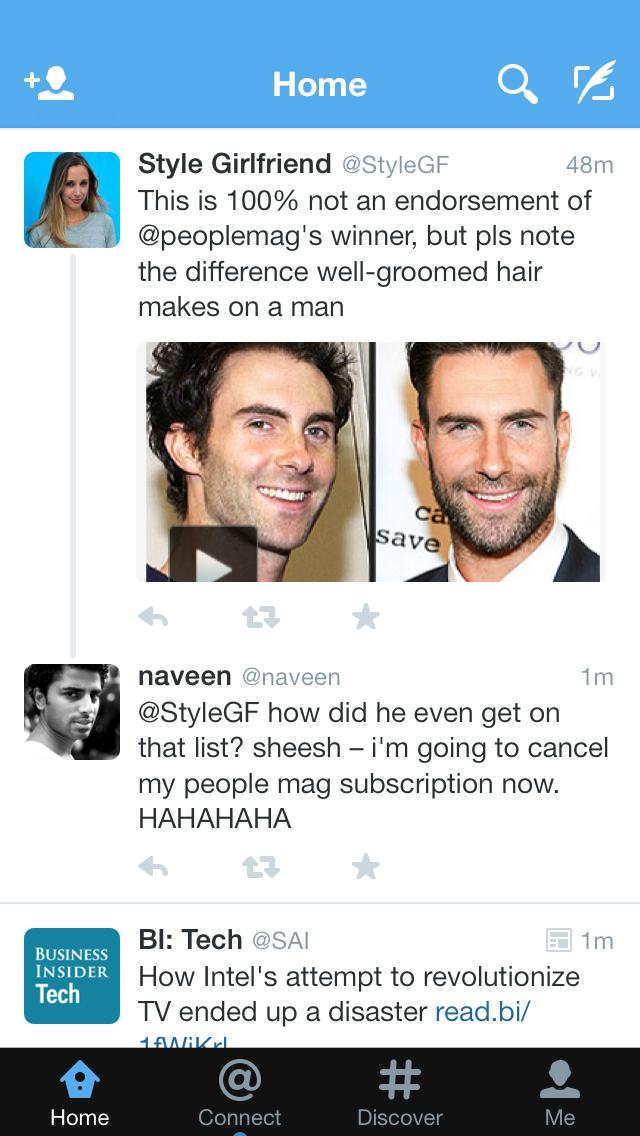 Home
Style Girlfriend @StyleGF 48m
This is 100% not an endorsement of
@peoplemag's winner, but pls note
the difference well-groomed hair
makes on a man
ca
save
naveen @naveen 1m
@StyleGF how did he even get on
that list? sheesh – i'm going to cancel
my people mag subscription now.
HAHAHAHA
BUSINESS
INSIDER
Tech
BI: Tech @SAI 1m
How Intel's attempt to revolutionize
TV ended up a disaster read.bi/
1fWiKrl
Home Connect Discover Me